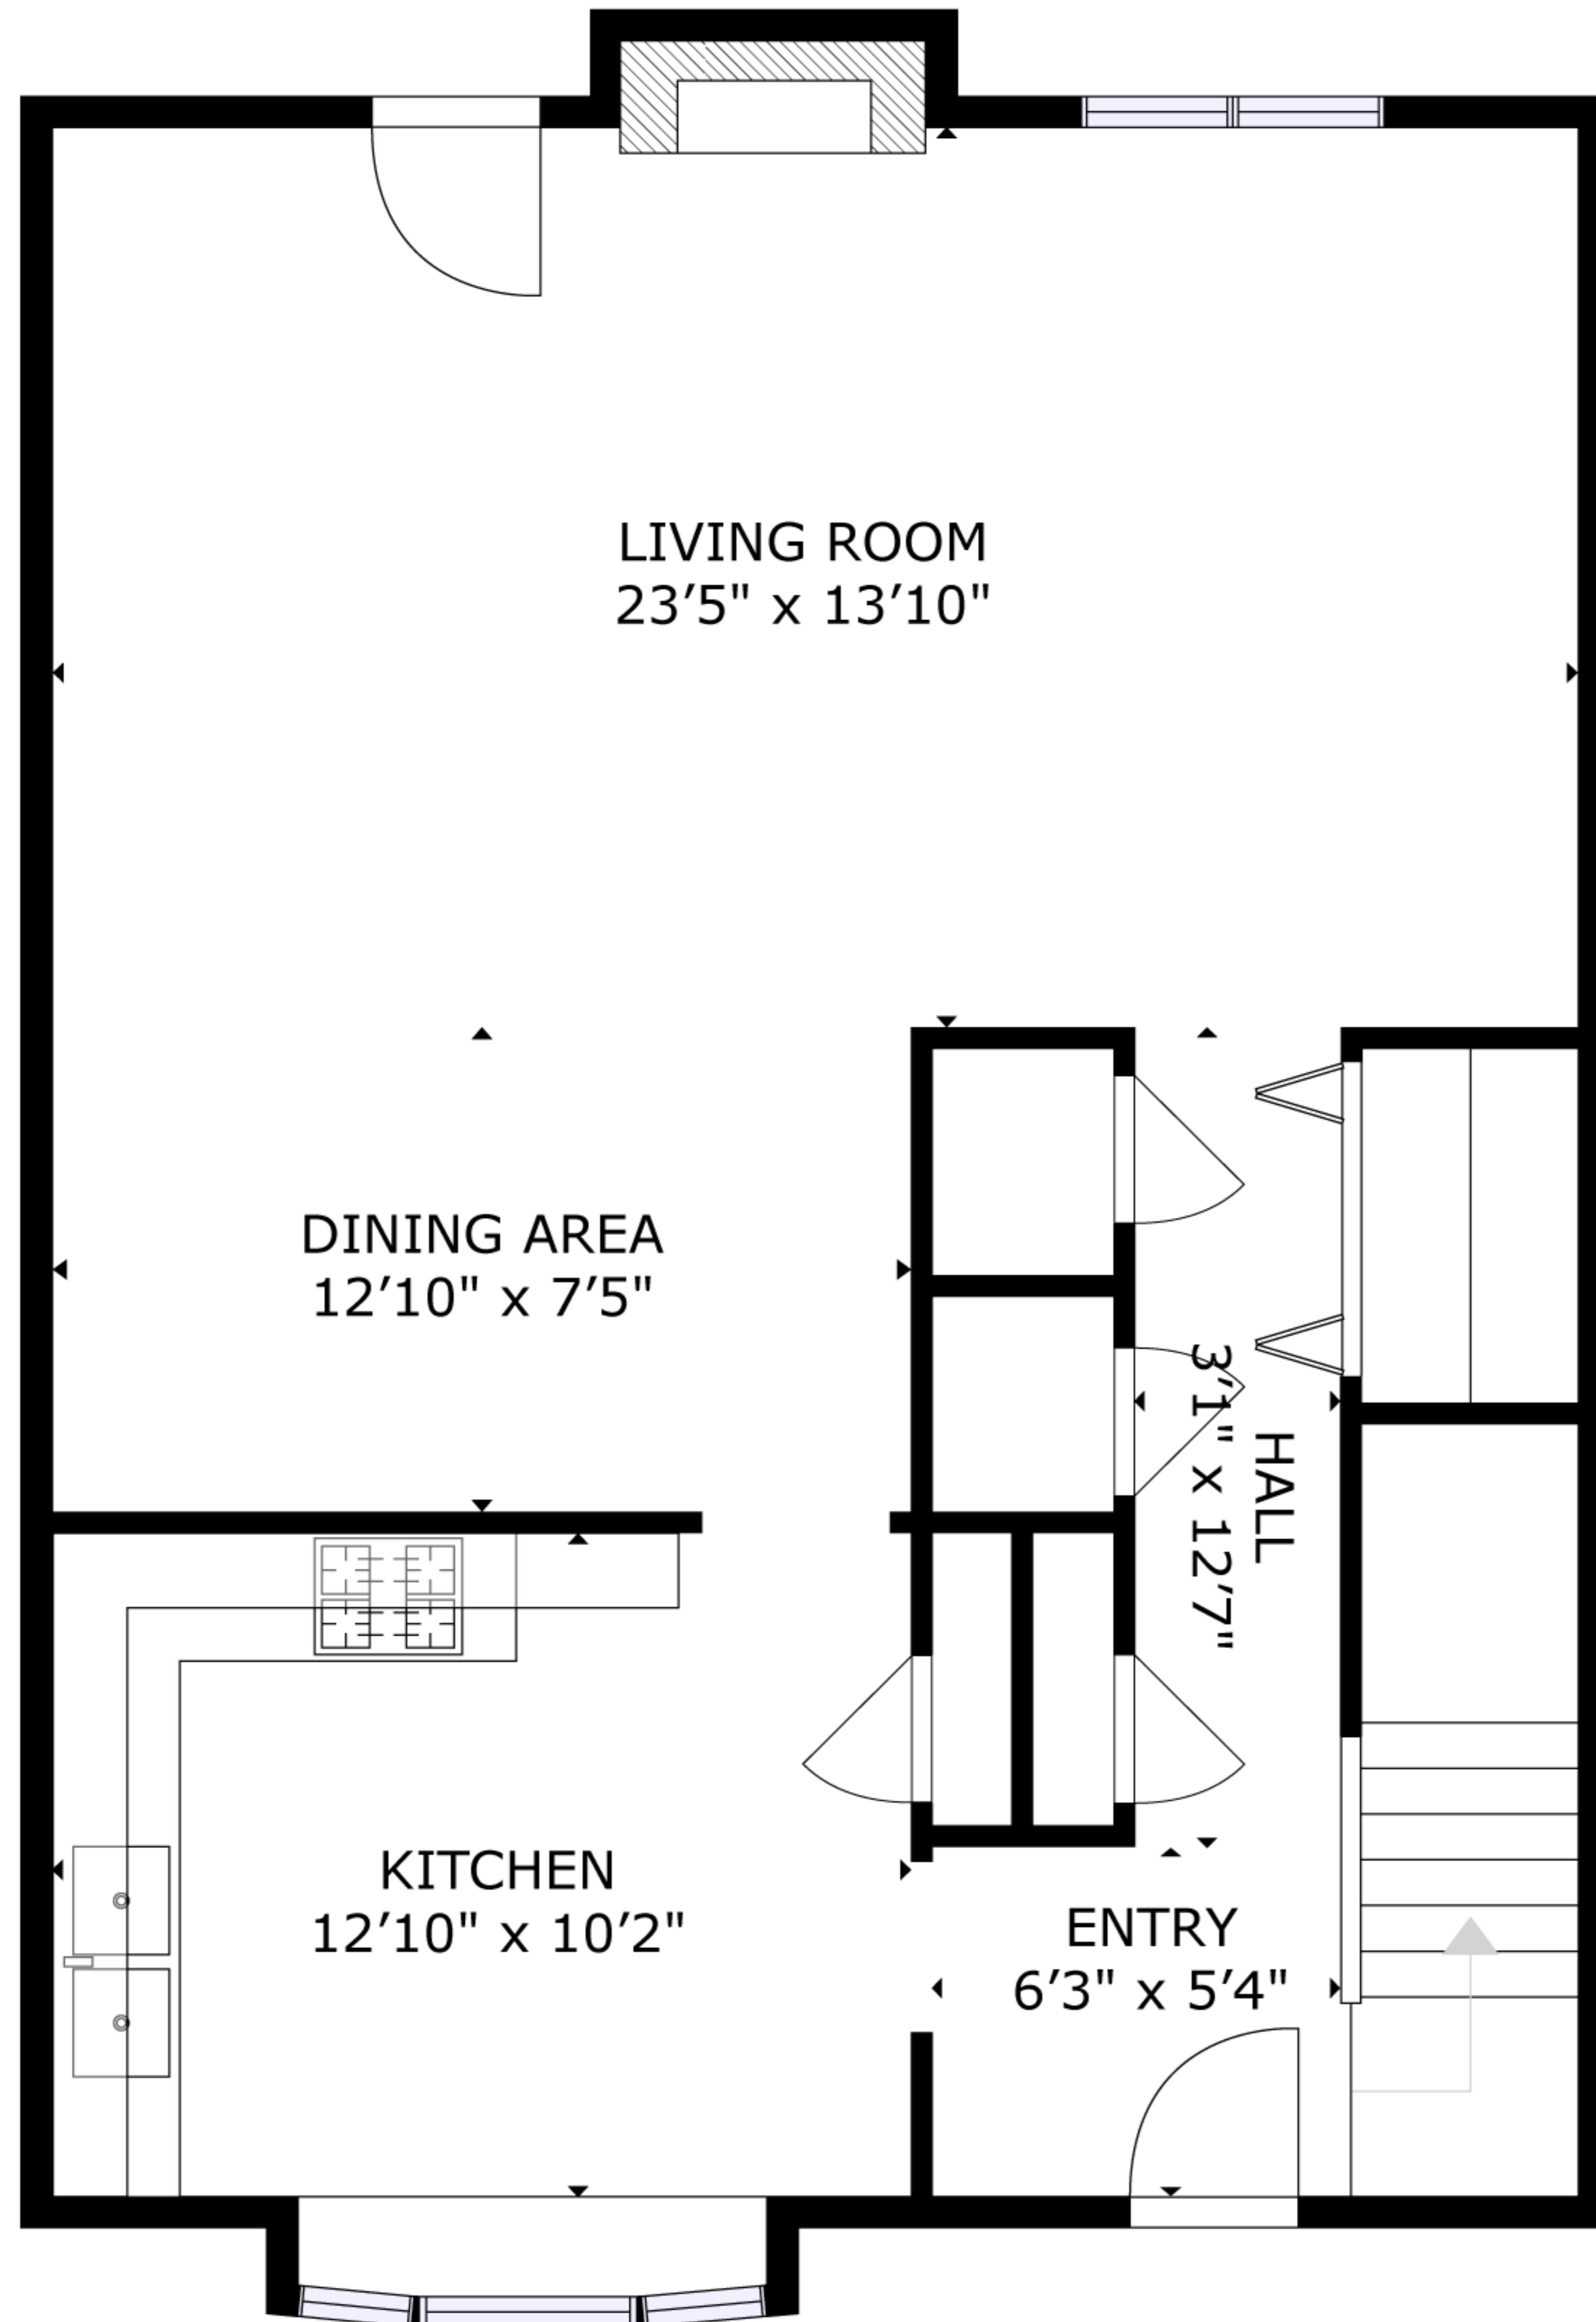 LIVING ROOM
23'5" x 13'10"
DINING AREA
12'10" x 7'5"
HALL
3'1" x 12'7"
KITCHEN
12'10" x 10'2"
ENTRY
6'3" x 5'4"